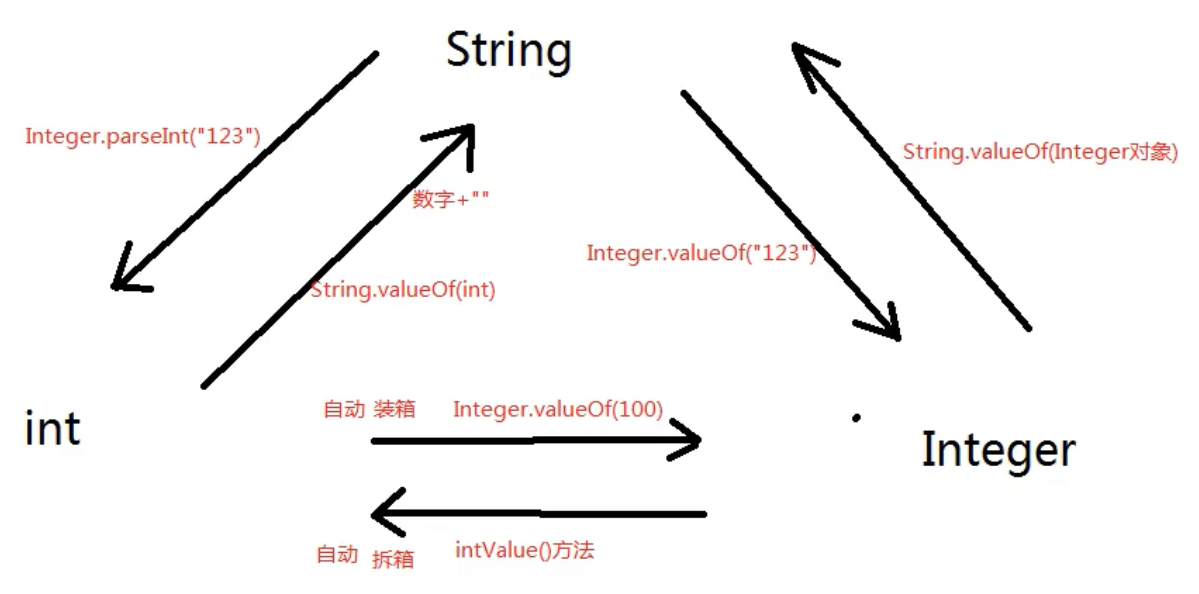 String
Integer.parseInt("123")
String.valueOf(Integer对象)
数字+""
Integer.valueOf("123")
String.valueOf(int)
int
自动 装箱 Integer.valueOf(100)
Integer
自动 拆箱 intValue()方法